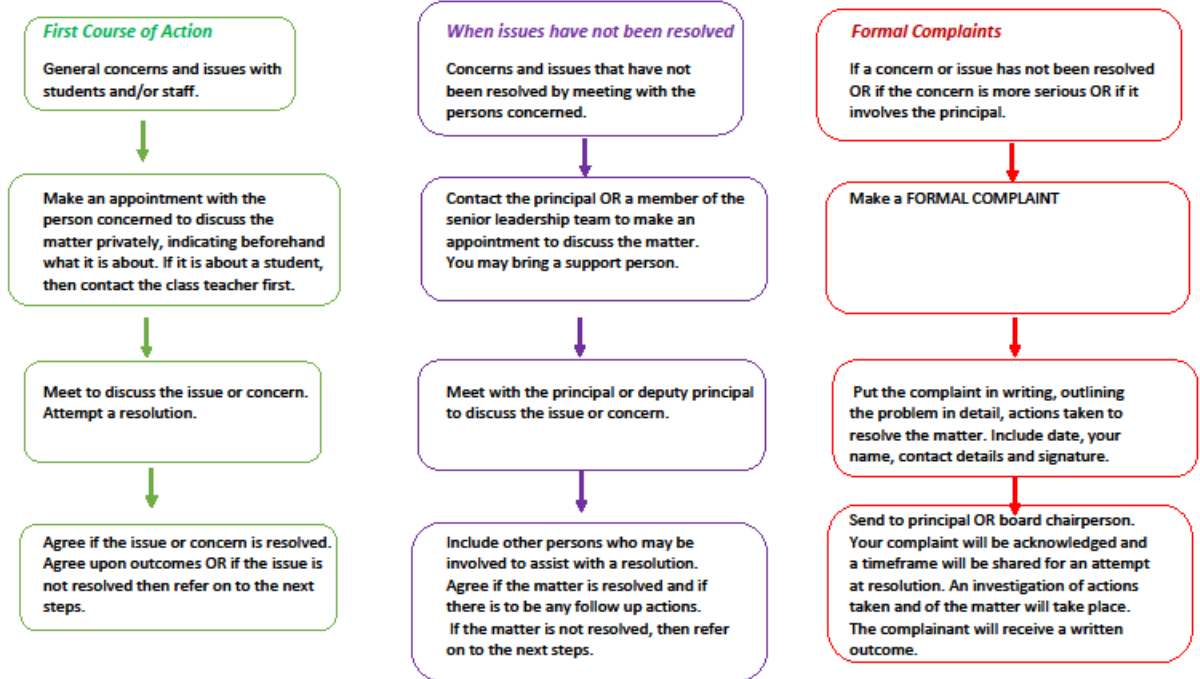 First Course of Action
General concerns and issues with
students and/or staff.
Make an appointment with the
person concerned to discuss the
matter privately, indicating beforehand
what it is about. If it is about a student,
then contact the class teacher first.
Meet to discuss the issue or concern.
Attempt a resolution.
Agree if the issue or concern is resolved.
Agree upon outcomes OR if the issue is
not resolved then refer on to the next
steps.
When issues have not been resolved
Concerns and issues that have not
been resolved by meeting with the
persons concerned.
Contact the principal OR a member of the
senior leadership team to make an
appointment to discuss the matter.
You may bring a support person.
Meet with the principal or deputy principal
to discuss the issue or concern.
Include other persons who may be
involved to assist with a resolution.
Agree if the matter is resolved and if
there is to be any follow up actions.
If the matter is not resolved, then refer
on to the next steps.
Formal Complaints
If a concern or issue has not been resolved
OR if the concern is more serious OR if it
involves the principal.
Make a FORMAL COMPLAINT
Put the complaint in writing, outlining
the problem in detail, actions taken to
resolve the matter. Include date, your
name, contact details and signature.
Send to principal OR board chairperson.
Your complaint will be acknowledged and
a timeframe will be shared for an attempt
at resolution. An investigation of actions
taken and of the matter will take place.
The complainant will receive a written
outcome.